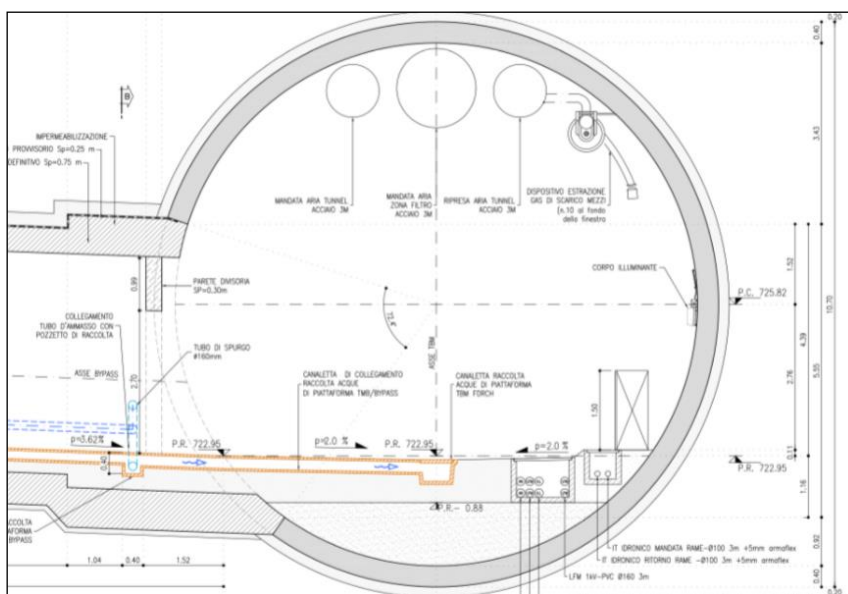 B
IMPERMEABILIZZAZIONE
PROVVISORIO Sp=0.25 m
DEFINITIVO Sp=0.75 m
MANDATA ARIA TUNNEL
ACCIAIO 3M
MANDATA ARIA
ZONA FILTRO
ACCIAIO 3M
RIPRESA ARIA TUNNEL
ACCIAIO 3M
DISPOSITIVO ESTRAZIONE
GAS DI SCARICO MEZZI
(n.10 al fondo
della finestra)
0.20
0.40
3.43
PARETE DIVISORIA
SP=0,30m
0.99
CORPO ILLUMINANTE
P.C. 725.82
1.52
10.70
COLLEGAMENTO
TUBO D'AMMASSO CON
POZZETTO DI RACCOLTA
TUBO DI SPURGO
ø160mm
ASSE TBM
4.39
ASSE BYPASS
2.70
CANALETTA DI COLLEGAMENTO
RACCOLTA ACQUE
DI PIATTAFORMA TMB/BYPASS
CANALETTA RACCOLTA
ACQUE DI PIATTAFORMA
TBM FDRCH
2.76
5.55
1.50
p=3.62%
P.R. 722.95
p=2.0 %
P.R. 722.95
p=2.0 %
0.11
P.R. 722.95
0.40
1.16
P.R.- 0.88
BYPASS
IT IDRONICO MANDATA RAME-Ø100 3m +5mm armaflex
IT IDRONICO RITORNO RAME -Ø100 3m +5mm armaflex
LFM 1kV-PVC Ø160 3m
0.92
0.40
1,04
0.40
1,52